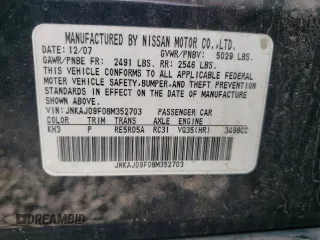 MANUFACTURED BY NISSAN MOTOR CO., LTD.
DATE: 12/07 GVWR/PNBV: 5029 LBS.
GAWR/PNBE FR: 2491 LBS. RR: 2546 LBS.
THIS VEHICLE CONFORMS TO ALL APPLICABLE FEDERAL
MOTOR VEHICLE SAFETY, BUMPER, AND THEFT PREVENTION
STANDARDS IN EFFECT ON THE DATE OF MANUFACTURE
SHOWN ABOVE.
VIN: JNKAJ09F08M352703 PASSENGER CAR
COLOR TRIM TRANS AXLE ENGINE
KH3 P RE5R05A RC31 VQ35(HR) 3498CC
JNKAJ09F08M352703
DREAMBID